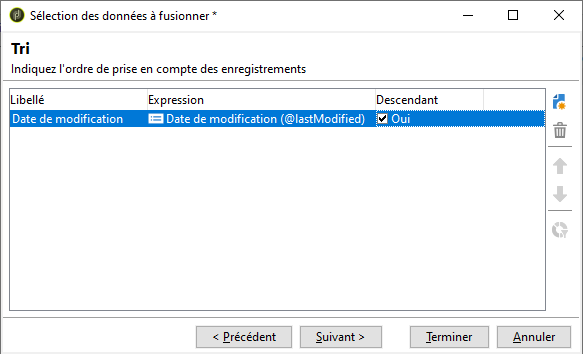 Sélection des données à fusionner *
Tri
Indiquez l'ordre de prise en compte des enregistrements
Libellé Expression Descendant
Date de modification Date de modification (@lastModified) Oui
< Précédent Suivant > Terminer Annuler